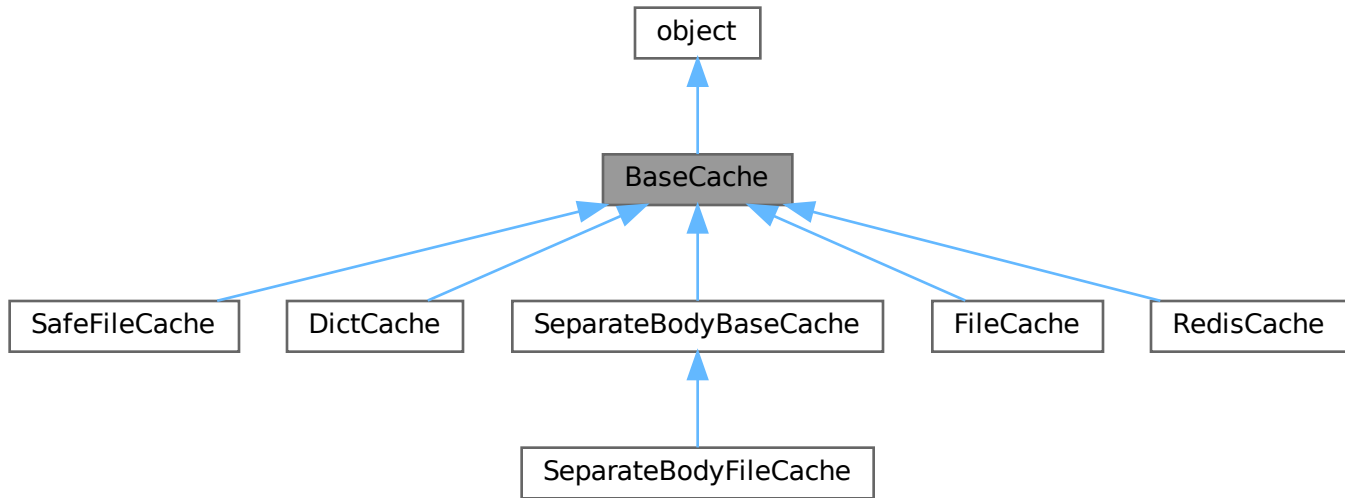 object
BaseCache
SafeFileCache
DictCache
SeparateBodyBaseCache
FileCache
RedisCache
SeparateBodyFileCache